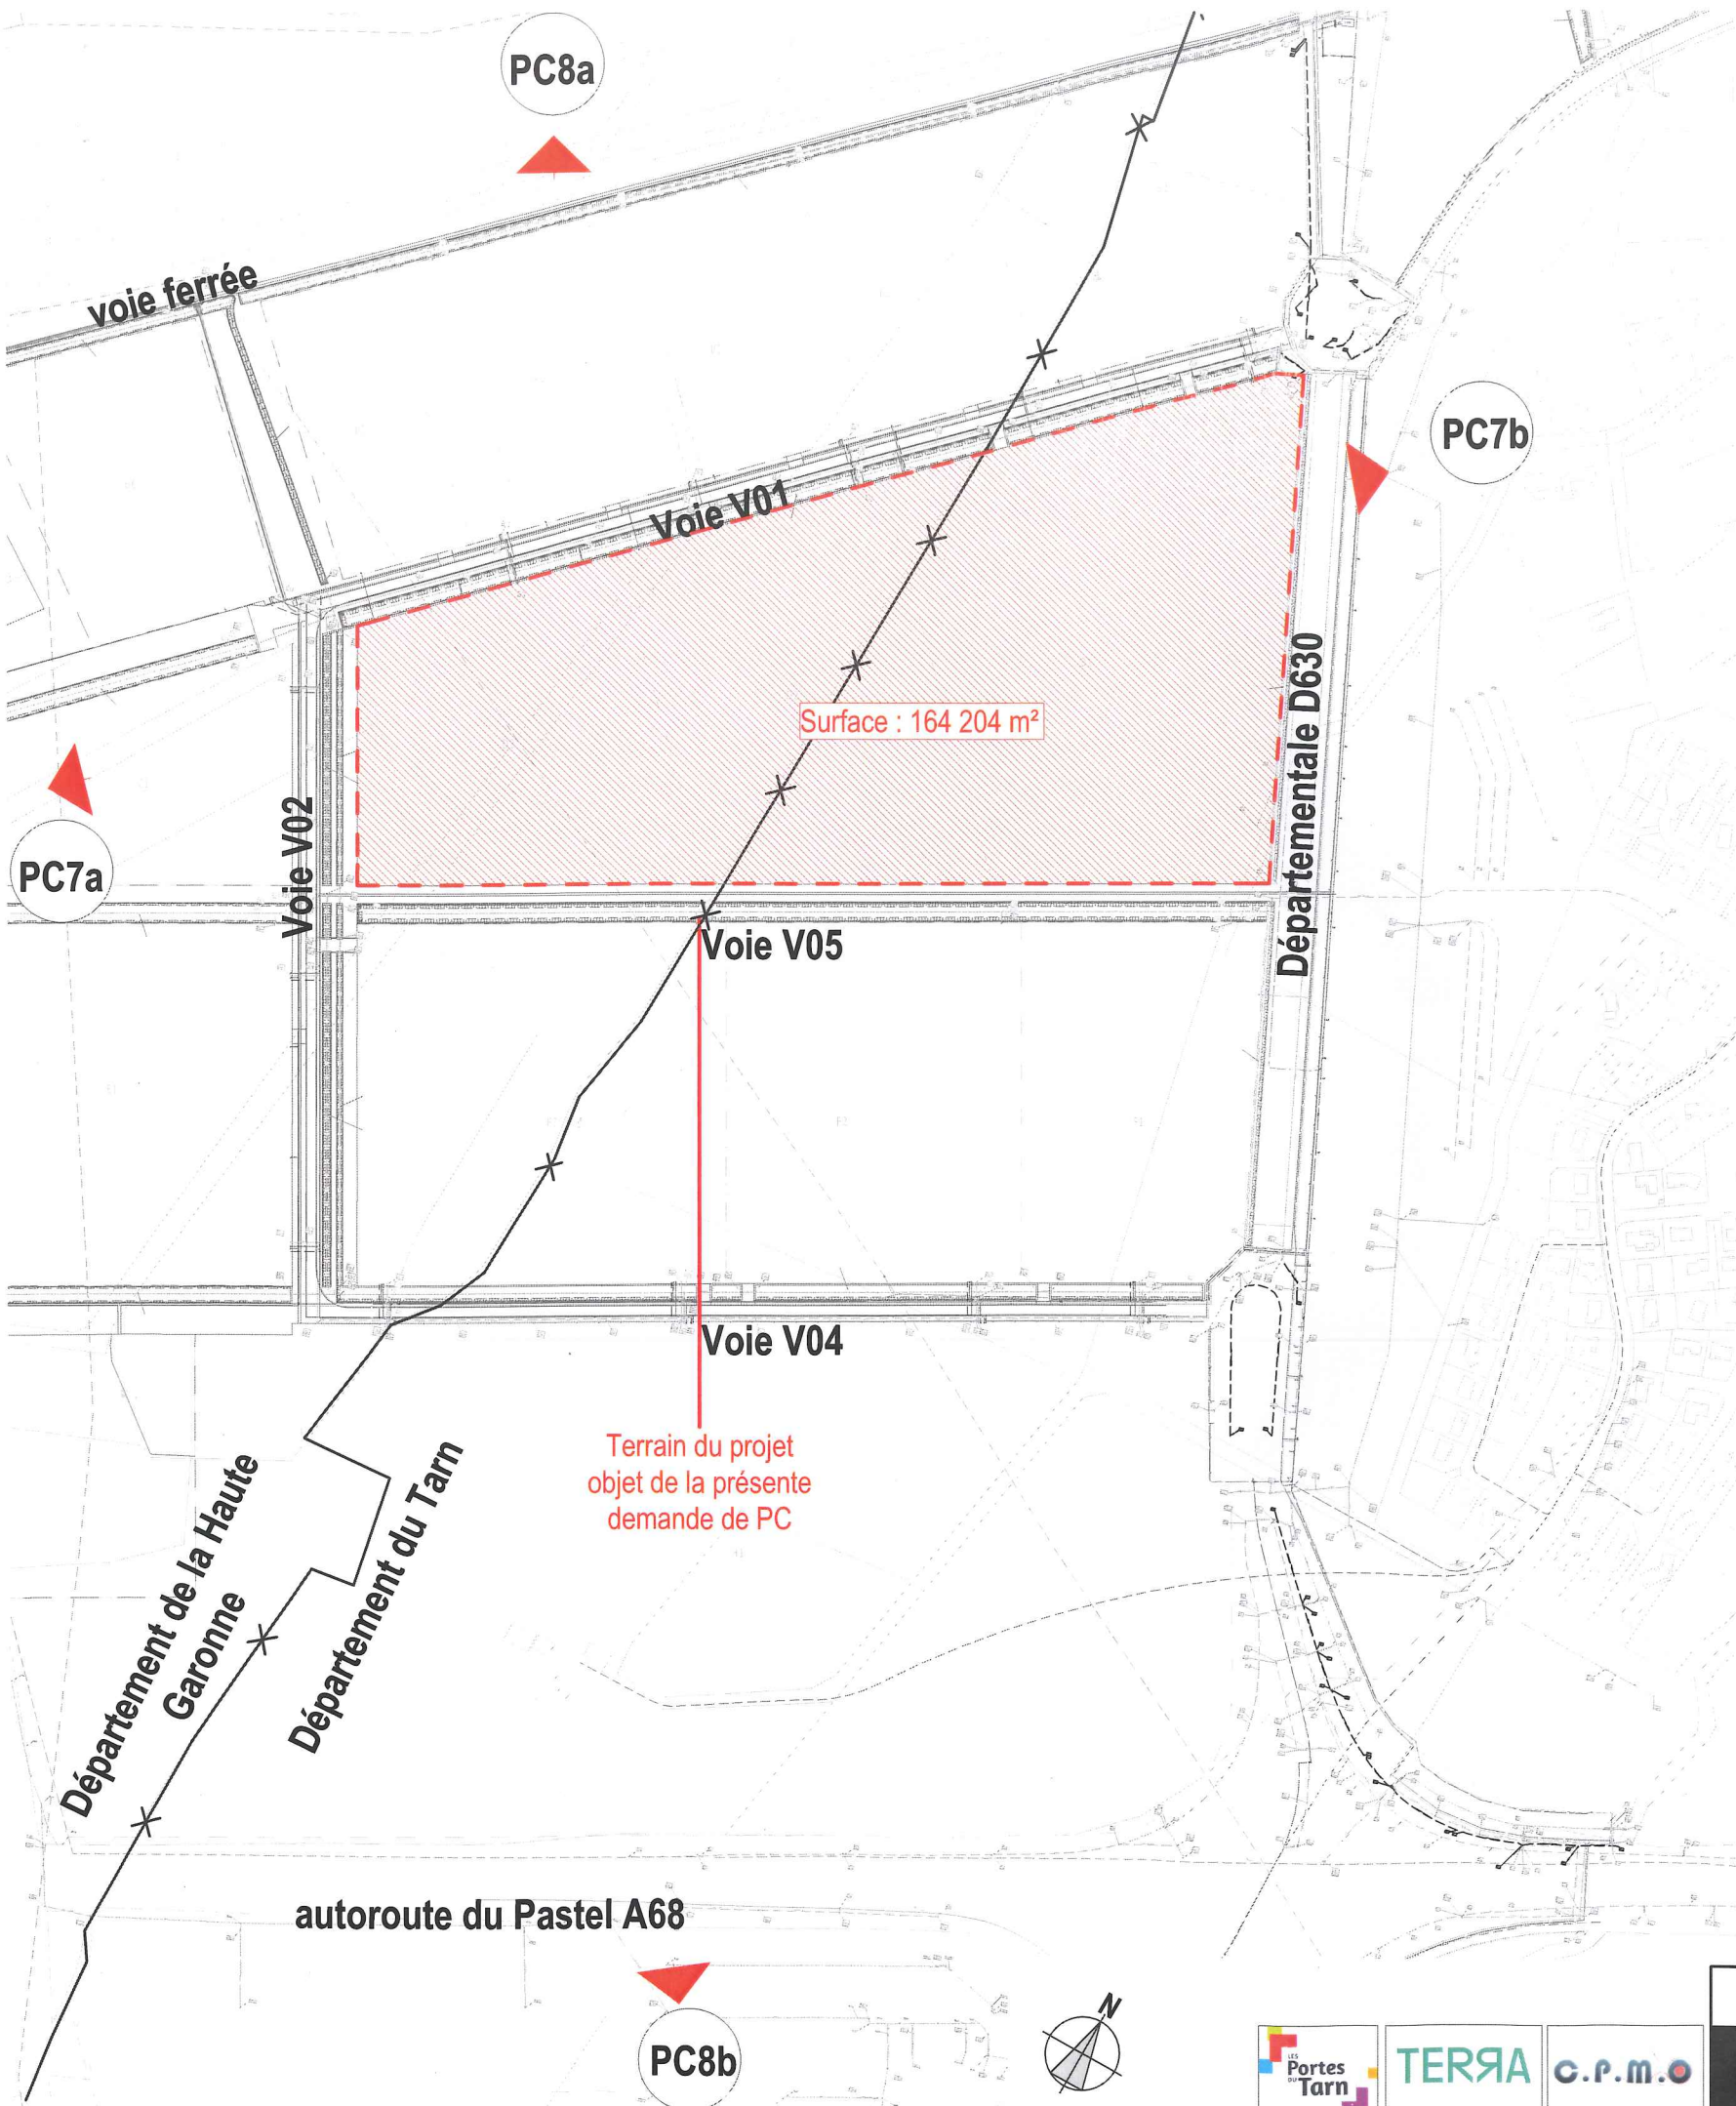 PC8a
voie ferrée
PC7b
Voie V01
Surface : 164 204 m²
Départementale D630
Voie V02
PC7a
Voie V05
Voie V04
Terrain du projet
objet de la présente
demande de PC
Département de la Haute
Garonne
Département du Tarn
autoroute du Pastel A68
PC8b
N
LES
Portes
DU Tarn
TERRA
C.P.M.O